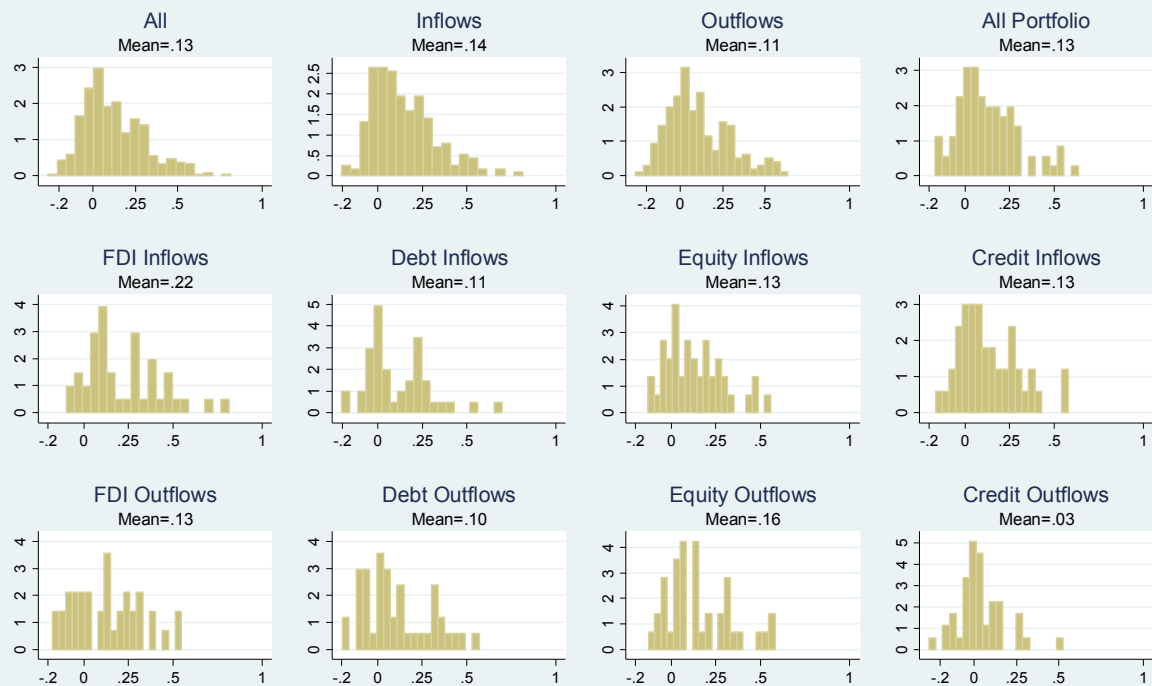 All Inflows Outflows All Portfolio
Mean=.13 Mean=.14 Mean=.11 Mean=.13
3 2.5 3 3
2 2 2 2
1 1.5 1 1
0 1 0 0
.5
0
-.2 0 .25 .5 1 -.2 0 .25 .5 1 -.2 0 .25 .5 1 -.2 0 .25 .5 1
FDI Inflows Debt Inflows Equity Inflows Credit Inflows
Mean=.22 Mean=.11 Mean=.13 Mean=.13
4 5 4 3
3 4 3 2
2 3 2 1
1 2 1 0
0 1 0
0
-.2 0 .25 .5 1 -.2 0 .25 .5 1 -.2 0 .25 .5 1 -.2 0 .25 .5 1
FDI Outflows Debt Outflows Equity Outflows Credit Outflows
Mean=.13 Mean=.10 Mean=.16 Mean=.03
4 4 4 5
3 3 3 4
2 2 2 3
1 1 1 2
0 0 0 1
0
-.2 0 .25 .5 1 -.2 0 .25 .5 1 -.2 0 .25 .5 1 -.2 0 .25 .5 1